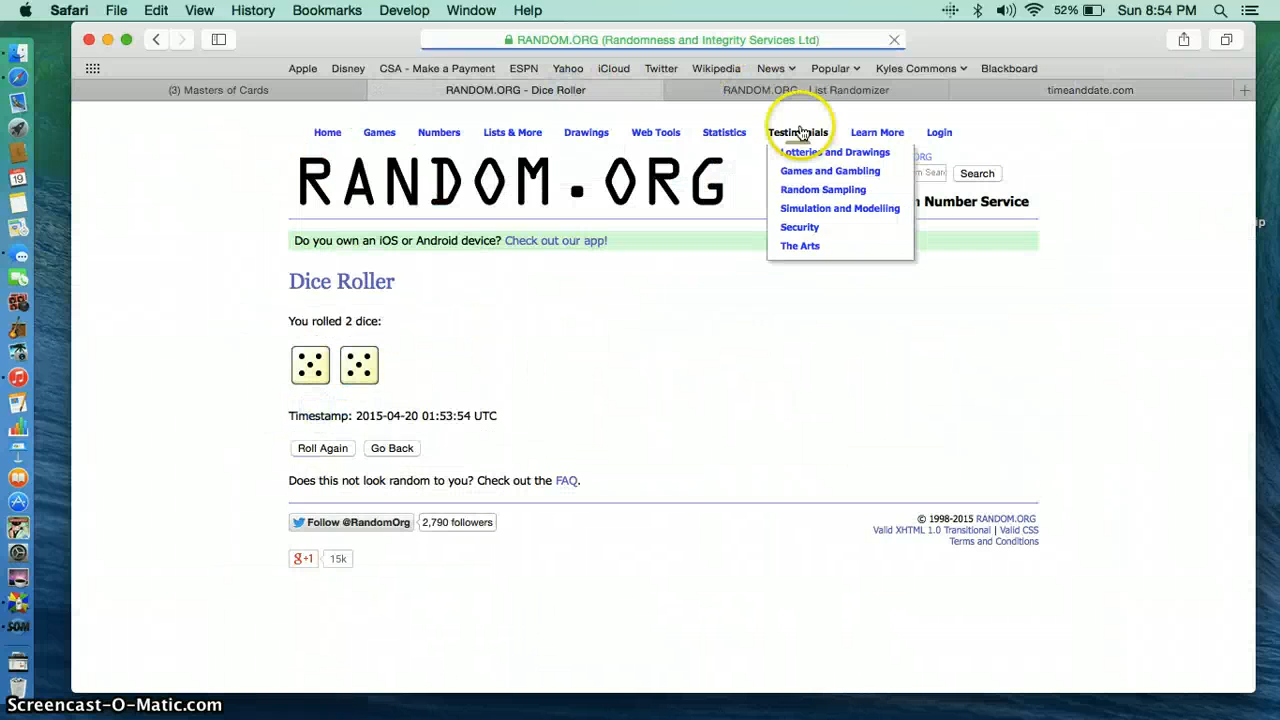 Safari File Edit View History Bookmarks Develop Window Help 52% Sun 8:54 PM
RANDOM.ORG (Randomness and Integrity Services Ltd)
Apple Disney CSA - Make a Payment ESPN Yahoo iCloud Twitter Wikipedia News Popular Kyles Commons Blackboard
(3) Masters of Cards RANDOM.ORG - Dice Roller RANDOM.ORG - List Randomizer timeanddate.com
Home Games Numbers Lists & More Drawings Web Tools Statistics Testimonials Learn More Login
Lotteries and Drawings
Games and Gambling
Random Sampling
Simulation and Modelling
Security
The Arts
ORG
Search
RANDOM.ORG
n Number Service
Do you own an iOS or Android device? Check out our app!
Dice Roller
You rolled 2 dice:
Timestamp: 2015-04-20 01:53:54 UTC
Roll Again Go Back
Does this not look random to you? Check out the FAQ.
Follow @RandomOrg 2,790 followers
g+1 15k
© 1998-2015 RANDOM.ORG
Valid XHTML 1.0 Transitional | Valid CSS
Terms and Conditions
Screencast-O-Matic.com